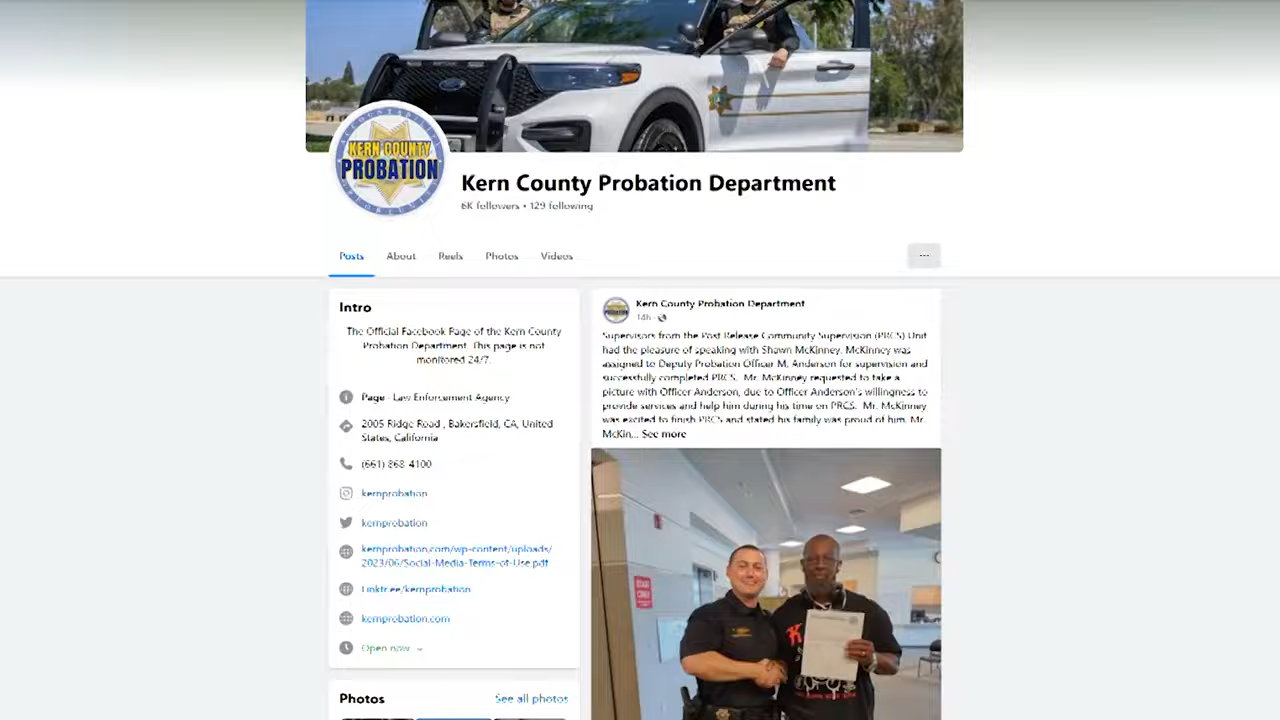 KERN COUNTY
PROBATION
Kern County Probation Department
6K followers • 129 following
Posts
About
Reels
Photos
Videos
...
Intro
The Official Facebook Page of the Kern County
Probation Department. This page is not
monitored 24/7.
Page · Law Enforcement Agency
2005 Ridge Road , Bakersfield, CA, United
States, California
(661) 868-4100
kernprobation
kernprobation
kernprobation.com/wp-content/uploads/
2023/06/Social-Media-Terms-of-Use.pdf
Linktr.ee/kernprobation
kernprobation.com
Open now
Photos
See all photos
Kern County Probation Department
14h ·
Supervisors from the Post Release Community Supervision (PRCS) Unit
had the pleasure of speaking with Shawn McKinney. McKinney was
assigned to Deputy Probation Officer M. Anderson for supervision and
successfully completed PRCS. Mr. McKinney requested to take a
picture with Officer Anderson, due to Officer Anderson's willingness to
provide services and help him during his time on PRCS. Mr. McKinney
was excited to finish PRCS and stated his family was proud of him. Mr.
McKin... See more